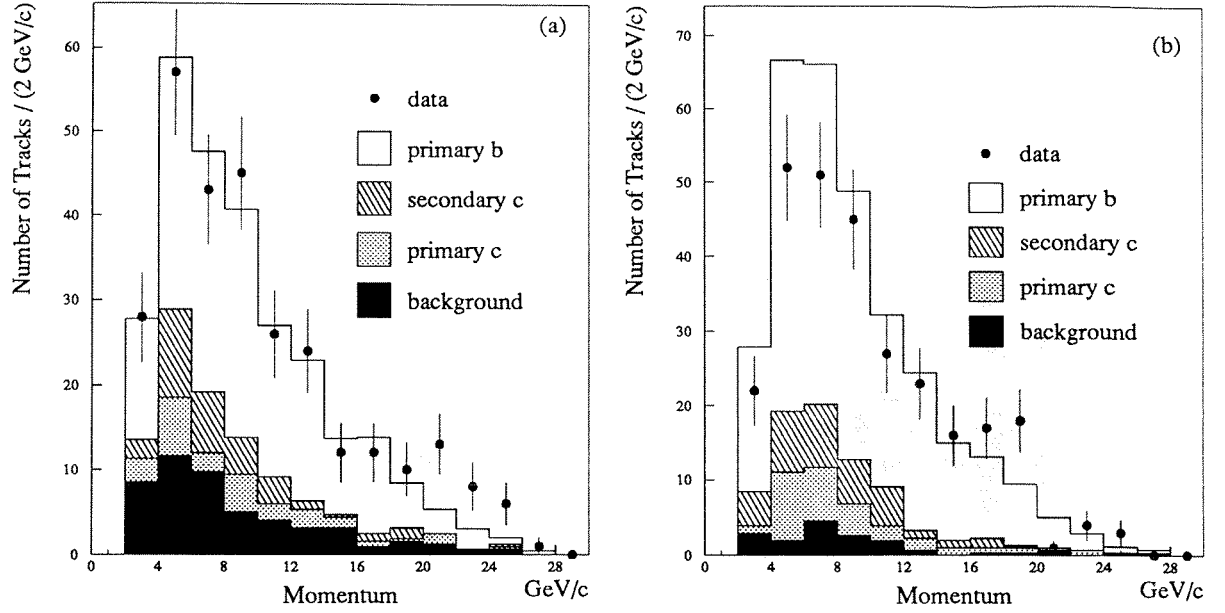 Number of Tracks / (2 GeV/c)
(a)
60
50
40
30
20
10
0
data
primary b
secondary c
primary c
background
0 4 8 12 16 20 24 28
GeV/c
Momentum
Number of Tracks / (2 GeV/c)
(b)
70
60
50
40
30
20
10
0
data
primary b
secondary c
primary c
background
0 4 8 12 16 20 24 28
GeV/c
Momentum